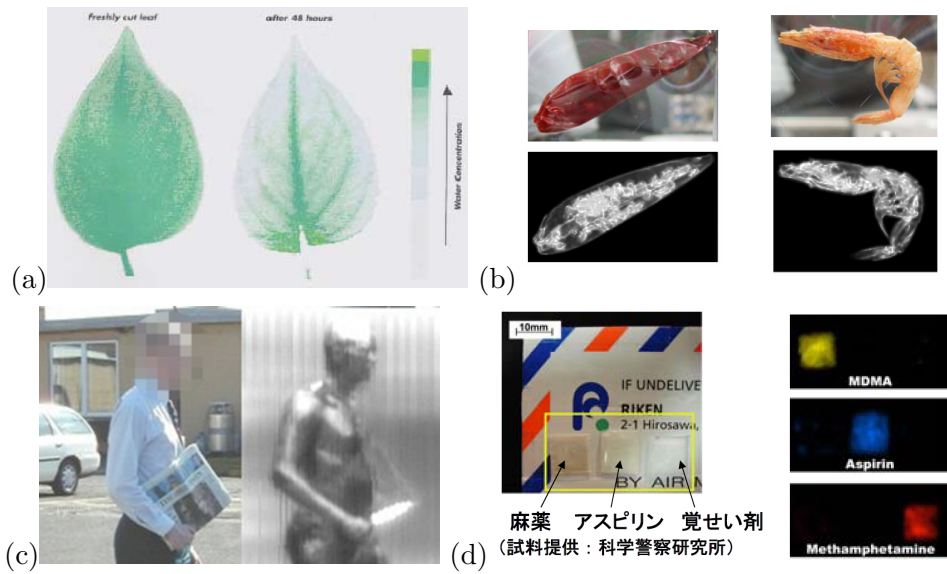 freshly cut leaf
after 48 hours
Water Concentration
(a)
(b)
(c)
10mm
IF UNDELIVE
RIKEN
2-1 Hirosawa,
BY AIR M
麻薬 アスピリン 覚せい剤
(試料提供：科学警察研究所)
MDMA
Aspirin
Methamphetamine
(d)